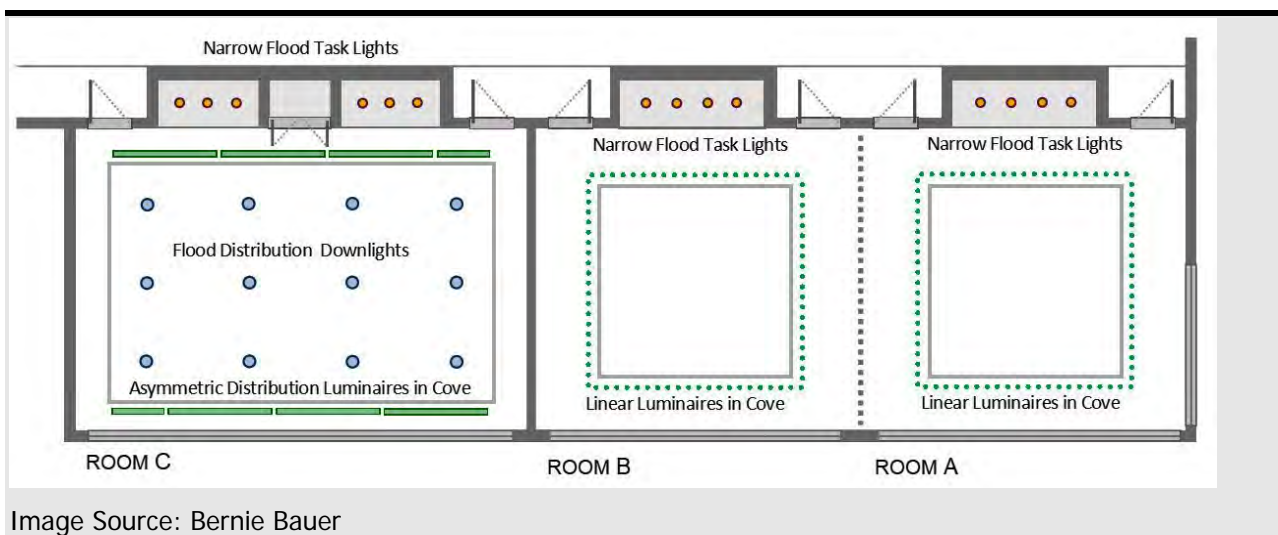 Narrow Flood Task Lights
Narrow Flood Task Lights
Narrow Flood Task Lights
Flood Distribution Downlights
Asymmetric Distribution Luminaires in Cove
Linear Luminaires in Cove
Linear Luminaires in Cove
ROOM C
ROOM B
ROOM A
Image Source: Bernie Bauer